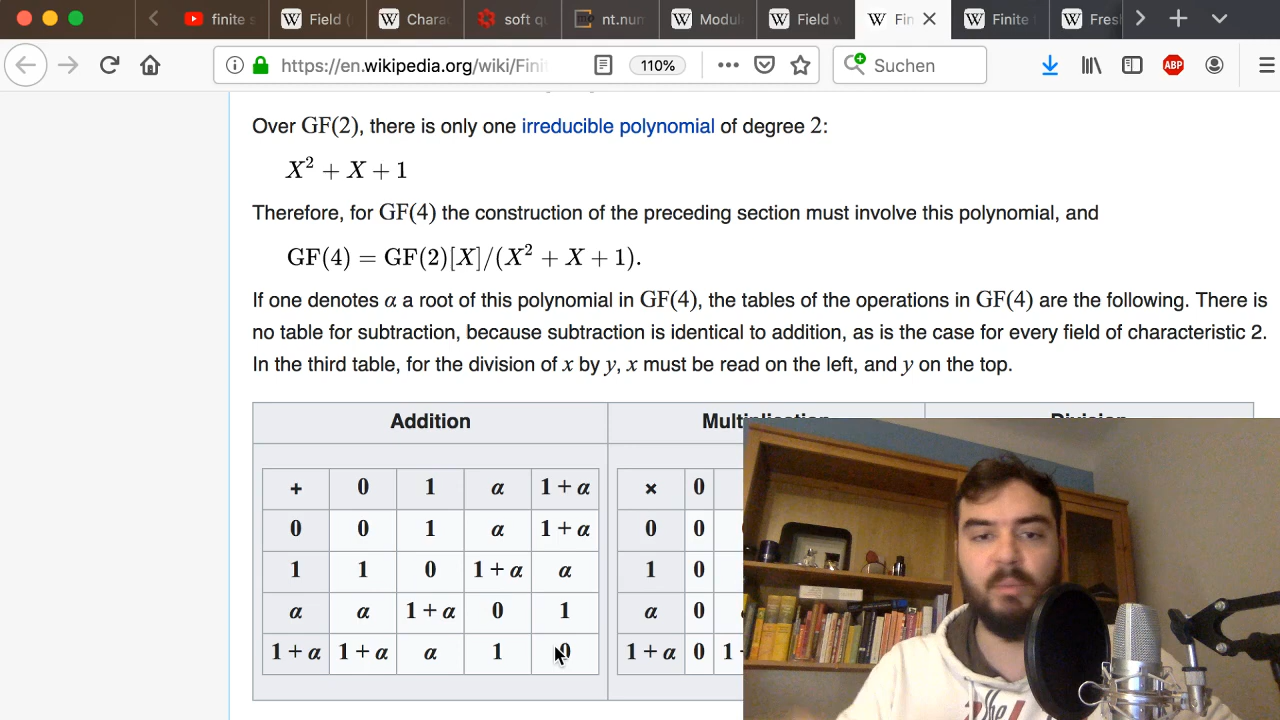 finite s
Field (
Chara
soft q
nt.num
Modul
Field w
Fin
Finite
Fres
https://en.wikipedia.org/wiki/Fini
110%
Suchen
ABP
Over GF(2), there is only one irreducible polynomial of degree 2:
X² + X + 1
Therefore, for GF(4) the construction of the preceding section must involve this polynomial, and
GF(4) = GF(2)[X]/(X² + X + 1).
If one denotes α a root of this polynomial in GF(4), the tables of the operations in GF(4) are the following. There is
no table for subtraction, because subtraction is identical to addition, as is the case for every field of characteristic 2.
In the third table, for the division of x by y, x must be read on the left, and y on the top.
Addition
+ 0 1 α 1 + α
0 0 1 α 1 + α
1 1 0 1 + α α
α α 1 + α 0 1
1 + α 1 + α α 1 0
Multiplication
× 0
0 0
1 0
α 0
1 + α 0 1
Division